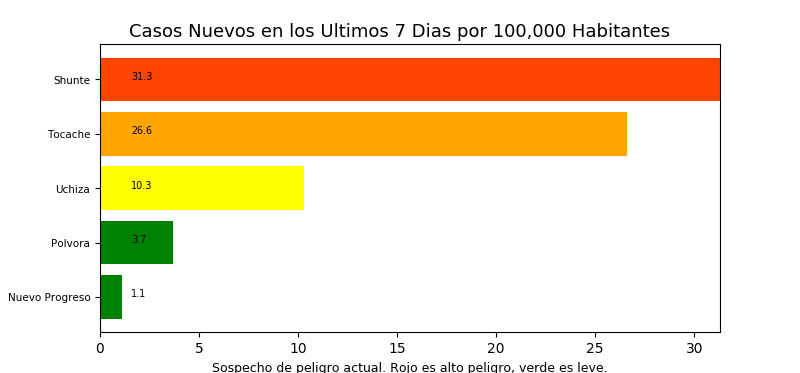 Casos Nuevos en los Ultimos 7 Dias por 100,000 Habitantes
Shunte 31.3
Tocache 26.6
Uchiza 10.3
Polvora 3.7
Nuevo Progreso 1.1
0 5 10 15 20 25 30
Sospecho de peligro actual. Rojo es alto peligro, verde es leve.